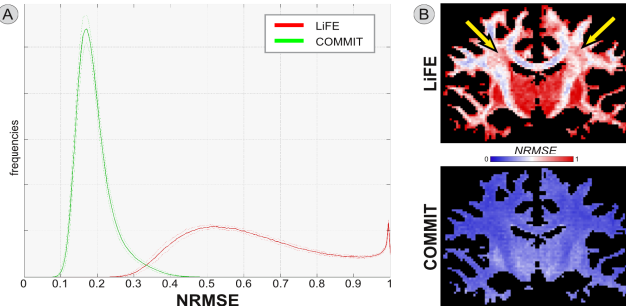 A
LiFE
COMMIT
frequencies
0 0.1 0.2 0.3 0.4 0.5 0.6 0.7 0.8 0.9 1
NRMSE
B
LiFE
NRMSE
0 1
COMMIT